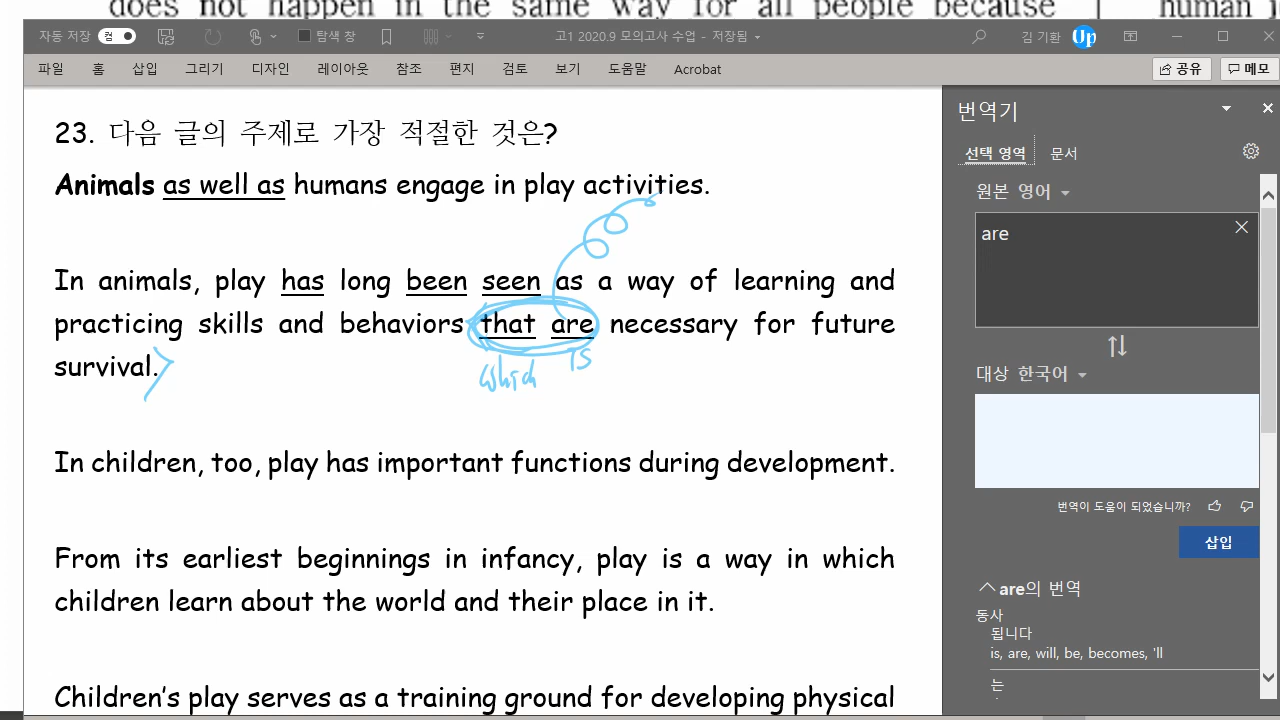 does not happen in the same way for all people because
자동 저장 컴 탐색 창 고1 2020.9 모의고사 수업 - 저장됨 김 기환 Up
파일 홈 삽입 그리기 디자인 레이아웃 참조 편지 검토 보기 도움말 Acrobat 공유 메모
23. 다음 글의 주제로 가장 적절한 것은?
Animals as well as humans engage in play activities.
In animals, play has long been seen as a way of learning and
practicing skills and behaviors that are necessary for future
which is
survival.
In children, too, play has important functions during development.
From its earliest beginnings in infancy, play is a way in which
children learn about the world and their place in it.
Children's play serves as a training ground for developing physical
번역기
선택 영역 문서
원본 영어
are
대상 한국어
번역이 도움이 되었습니까?
삽입
are의 번역
동사
됩니다
is, are, will, be, becomes, 'll
는